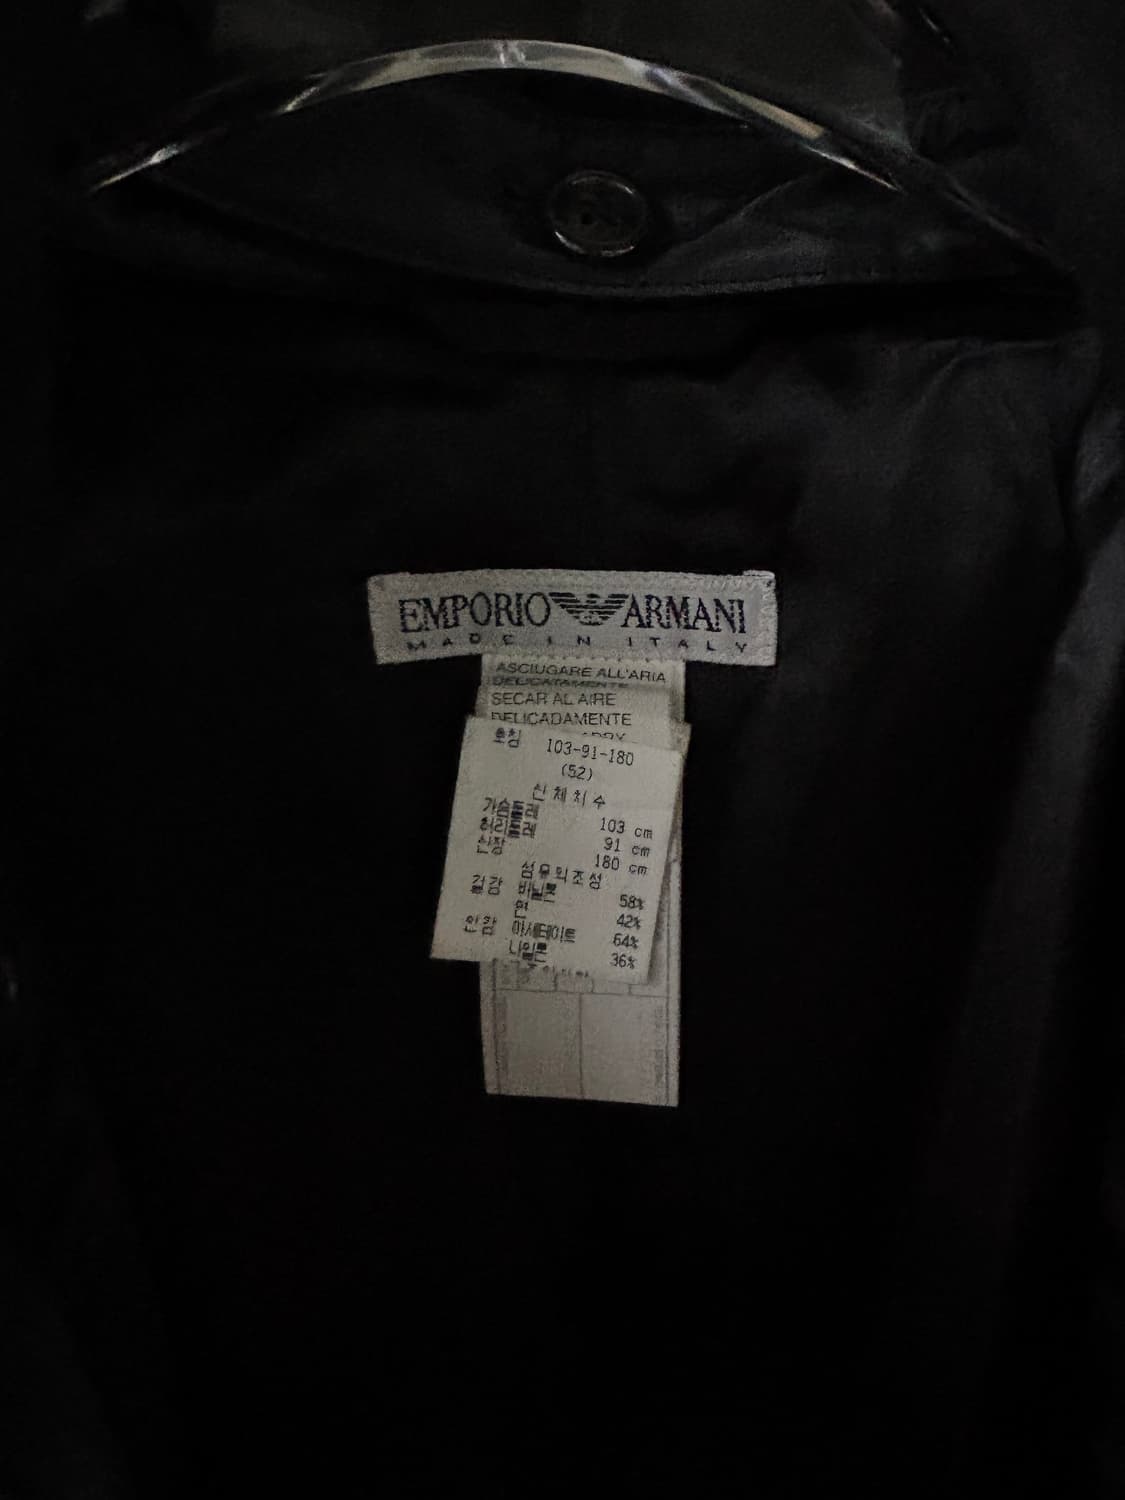 EMPORIO ARMANI
MADE IN ITALY
ASCIUGARE ALL'ARIA
DELICATAMENTE
SECAR AL AIRE
DELICADAMENTE
호칭 103-91-180
(52)
신체치수
가슴둘레 103 cm
허리둘레 91 cm
신장 180 cm
섬유의조성
겉감 비닐론 58%
면 42%
안감 아세테이트 64%
나일론 36%